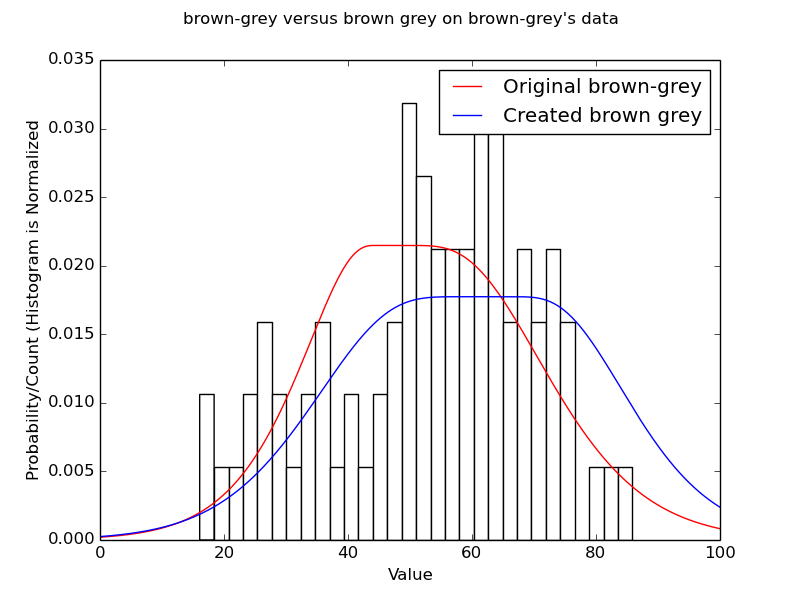 brown-grey versus brown grey on brown-grey's data
Original brown-grey
Created brown grey
Probability/Count (Histogram is Normalized
0.035
0.030
0.025
0.020
0.015
0.010
0.005
0.000
0 20 40 60 80 100
Value